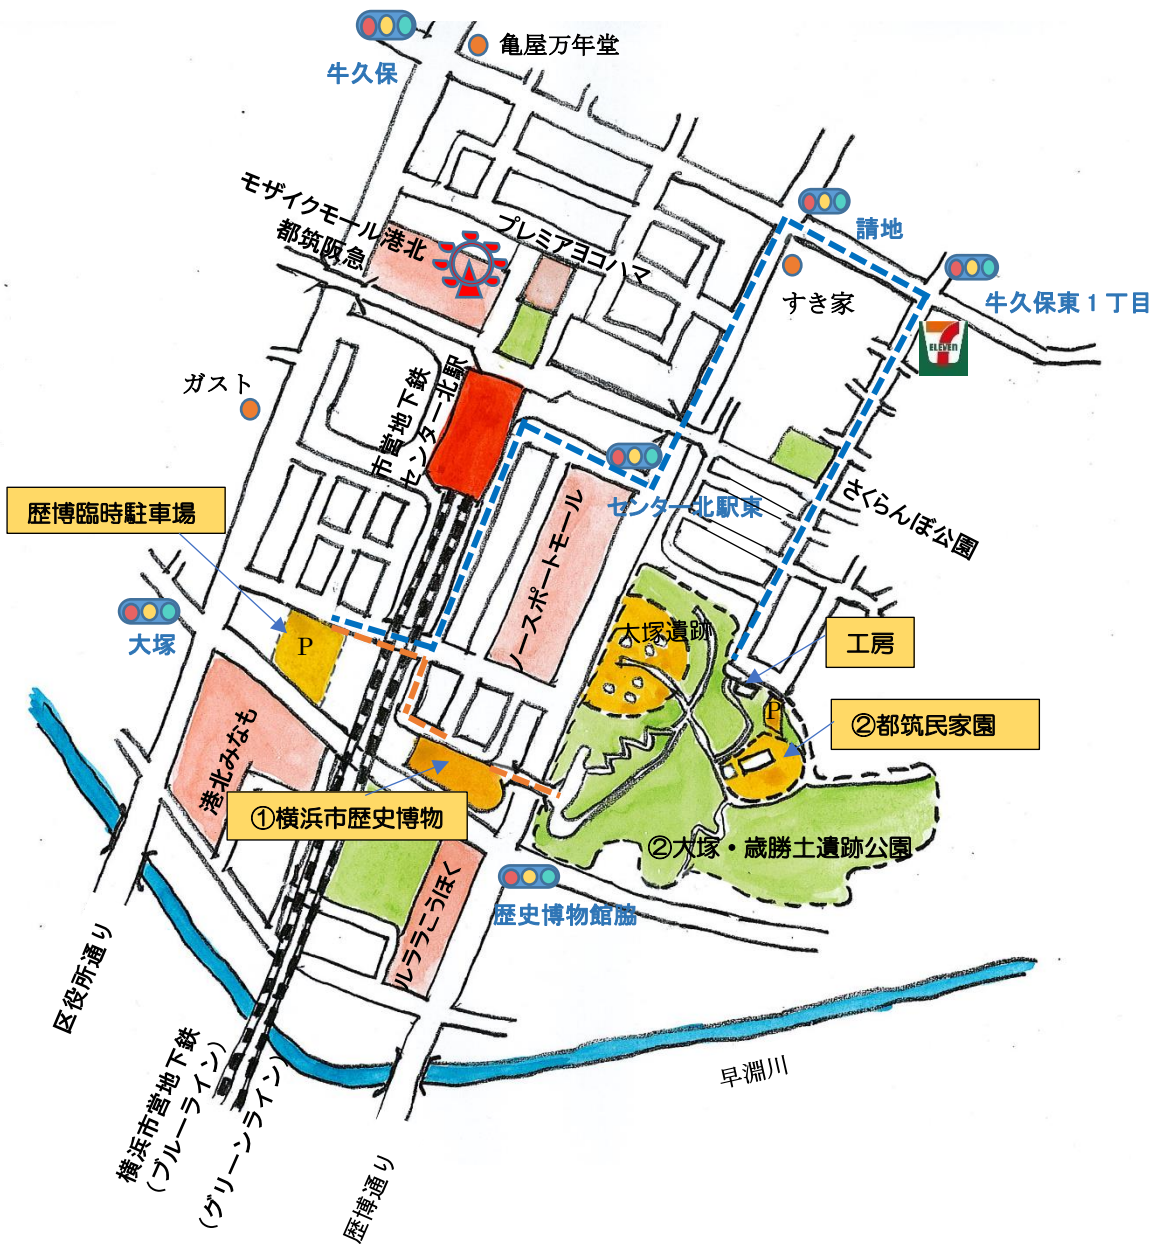 亀屋万年堂
牛久保
モザイクモール港北
都筑阪急
プレミアヨコハマ
請地
牛久保東1丁目
すき家
7
ELEVEN
ガスト
市営地下鉄
センター北駅
センター北駅東
さくらんぼ公園
歴博臨時駐車場
ノースポートモール
大塚
P
大塚遺跡
工房
P
②都筑民家園
港北みなも
①横浜市歴史博物
②大塚・歳勝土遺跡公園
ルララこうほく
歴史博物館脇
区役所通り
早淵川
横浜市営地下鉄
(ブルーライン)
(グリーンライン)
歴博通り